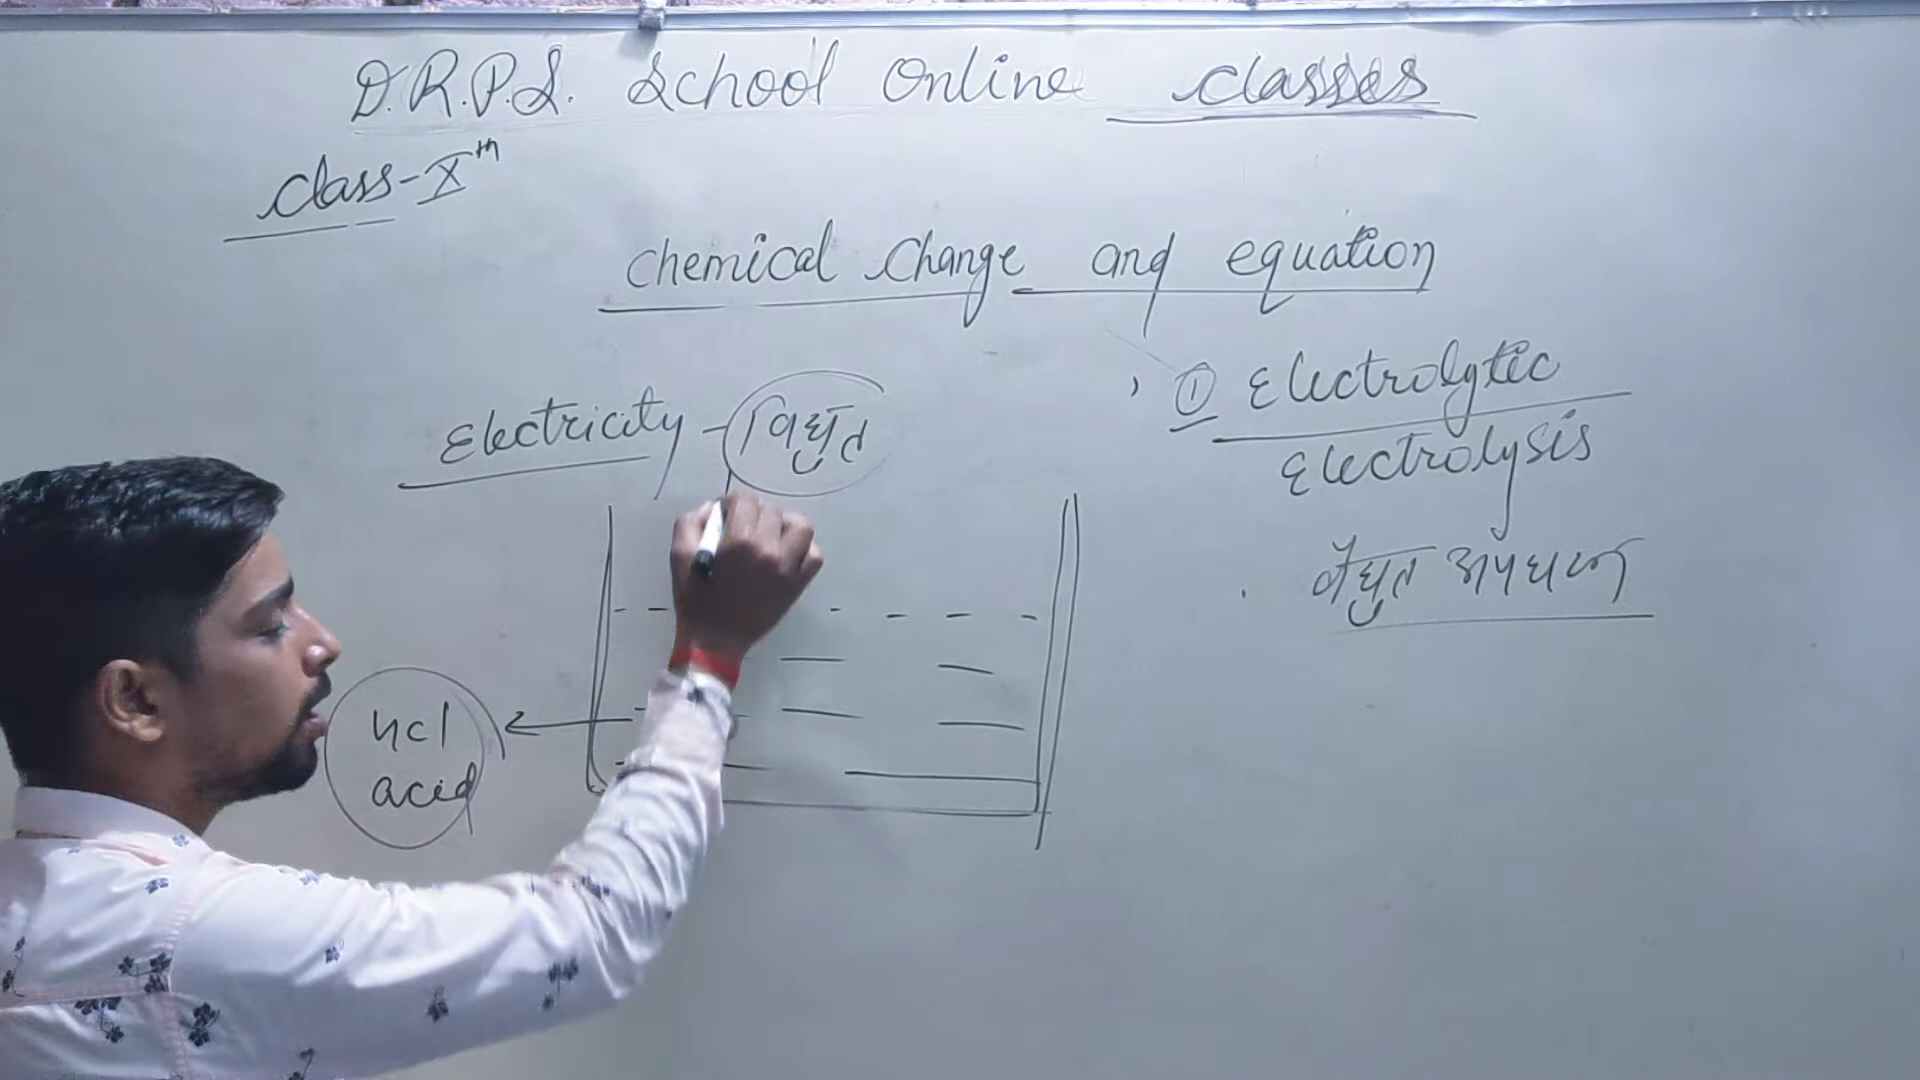 D.R.P.S. School Online classes
Class-Xth
Chemical Change and equation
Electricity - विद्युत
① Electrolytic
Electrolysis
वैद्युत अपघटन
Hcl
acid